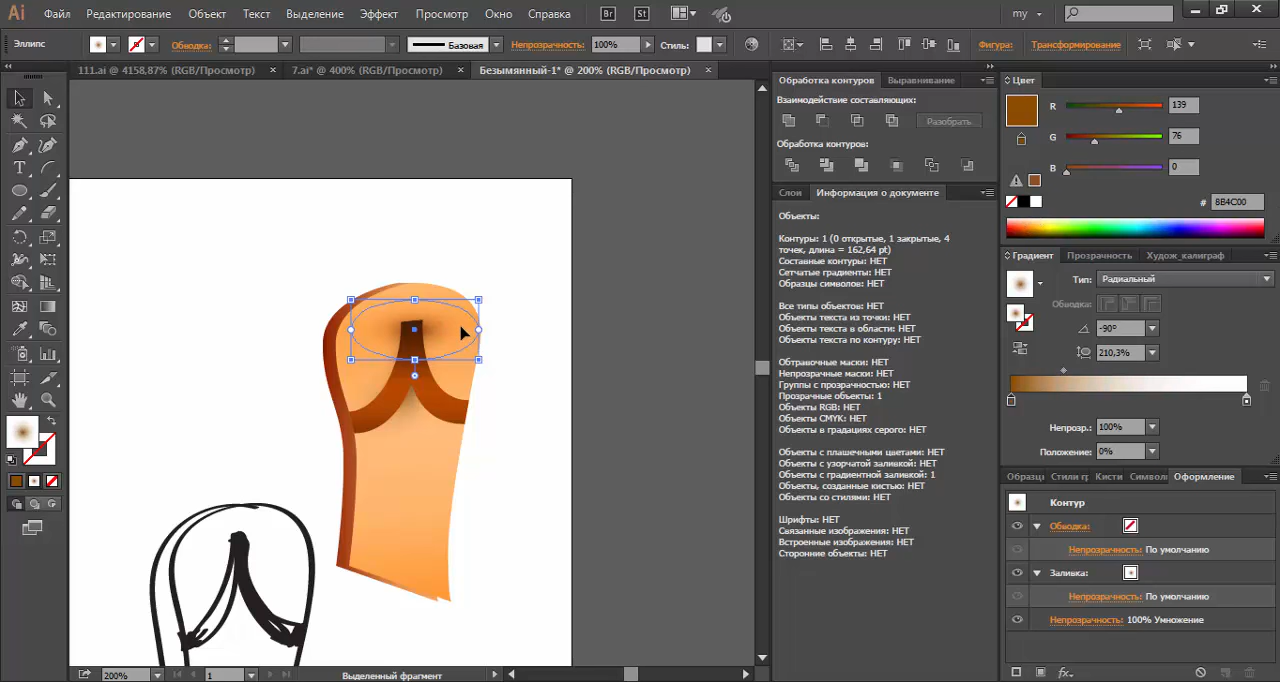 Ai Файл Редактирование Объект Текст Выделение Эффект Просмотр Окно Справка Br St my
Эллипс Обводка: Базовая Непрозрачность: 100% Стиль: Фигура: Трансформирование
111.ai @ 4158,87% (RGB/Просмотр) × 7.ai* @ 400% (RGB/Просмотр) × Безымянный-1* @ 200% (RGB/Просмотр) ×
Обработка контуров Выравнивание
Взаимодействие составляющих:
Разобрать
Обработка контуров:
Слои Информация о документе
Объекты:
Контуры: 1 (0 открытые, 1 закрытые, 4
точек, длина = 162,64 pt)
Составные контуры: НЕТ
Сетчатые градиенты: НЕТ
Образцы символов: НЕТ
Все типы объектов: НЕТ
Объекты текста из точки: НЕТ
Объекты текста в области: НЕТ
Объекты текста по контуру: НЕТ
Обтравочные маски: НЕТ
Непрозрачные маски: НЕТ
Группы с прозрачностью: НЕТ
Прозрачные объекты: 1
Объекты RGB: НЕТ
Объекты CMYK: НЕТ
Объекты в градациях серого: НЕТ
Объекты с плашечными цветами: НЕТ
Объекты с узорчатой заливкой: НЕТ
Объекты с градиентной заливкой: 1
Объекты, созданные кистью: НЕТ
Объекты со стилями: НЕТ
Шрифты: НЕТ
Связанные изображения: НЕТ
Встроенные изображения: НЕТ
Сторонние объекты: НЕТ
Цвет
R 139
G 76
B 0
# 8B4C00
Градиент Прозрачность Худож_калиграф
Тип: Радиальный
Обводка:
-90°
210,3%
Непрозр.: 100%
Положение: 0%
Образц Стили гр Кисти Символ Оформление
Контур
Обводка:
Непрозрачность: По умолчанию
Заливка:
Непрозрачность: По умолчанию
Непрозрачность: 100% Умножение
fx
200% 1 Выделенный фрагмент